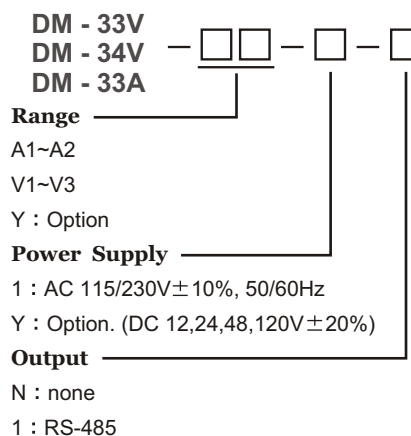 DM - 33V
DM - 34V
DM - 33A
Range
A1~A2
V1~V3
Y：Option
Power Supply
1：AC 115/230V±10%, 50/60Hz
Y：Option. (DC 12,24,48,120V±20%)
Output
N：none
1：RS-485